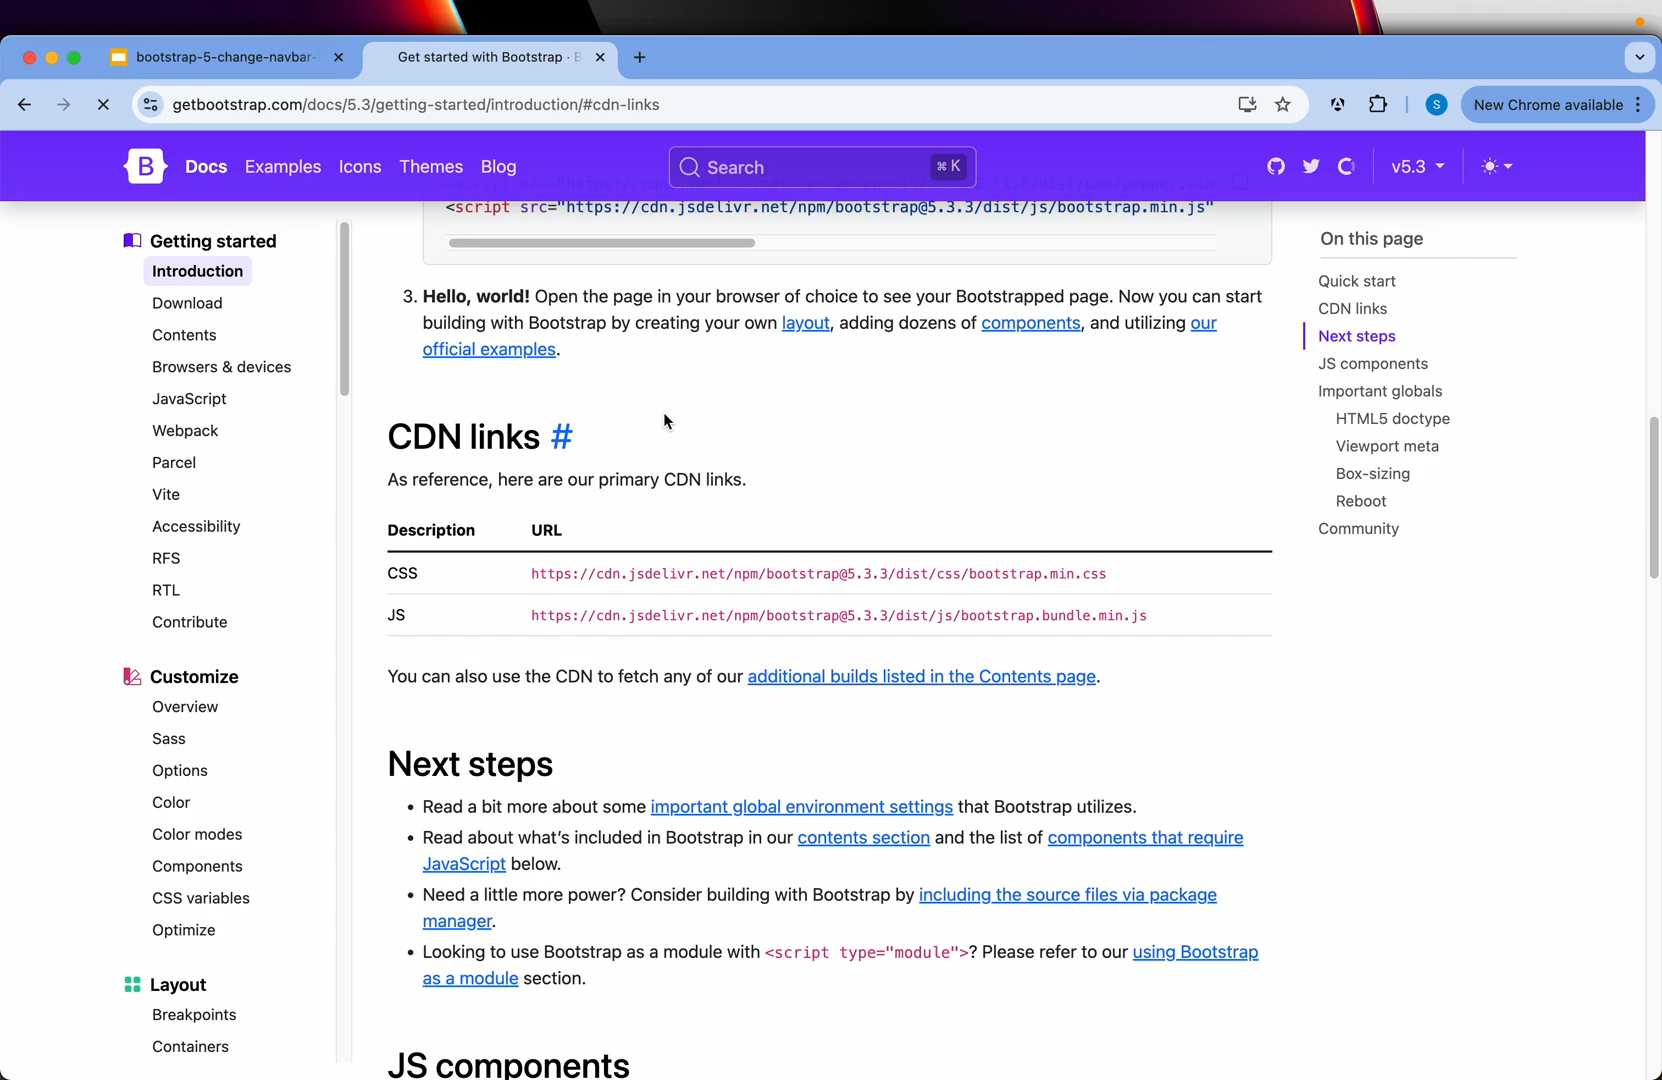 bootstrap-5-change-navbar-
Get started with Bootstrap · B
getbootstrap.com/docs/5.3/getting-started/introduction/#cdn-links
S
New Chrome available
B
Docs
Examples
Icons
Themes
Blog
Search
⌘ K
v5.3
<script src="https://cdn.jsdelivr.net/npm/bootstrap@5.3.3/dist/js/bootstrap.min.js"
Getting started
Introduction
Download
Contents
Browsers & devices
JavaScript
Webpack
Parcel
Vite
Accessibility
RFS
RTL
Contribute
Customize
Overview
Sass
Options
Color
Color modes
Components
CSS variables
Optimize
Layout
Breakpoints
Containers
3. Hello, world! Open the page in your browser of choice to see your Bootstrapped page. Now you can start
building with Bootstrap by creating your own layout, adding dozens of components, and utilizing our
official examples.
CDN links #
As reference, here are our primary CDN links.
Description URL
CSS https://cdn.jsdelivr.net/npm/bootstrap@5.3.3/dist/css/bootstrap.min.css
JS https://cdn.jsdelivr.net/npm/bootstrap@5.3.3/dist/js/bootstrap.bundle.min.js
You can also use the CDN to fetch any of our additional builds listed in the Contents page.
Next steps
• Read a bit more about some important global environment settings that Bootstrap utilizes.
• Read about what's included in Bootstrap in our contents section and the list of components that require
JavaScript below.
• Need a little more power? Consider building with Bootstrap by including the source files via package
manager.
• Looking to use Bootstrap as a module with <script type="module">? Please refer to our using Bootstrap
as a module section.
JS components
On this page
Quick start
CDN links
Next steps
JS components
Important globals
HTML5 doctype
Viewport meta
Box-sizing
Reboot
Community